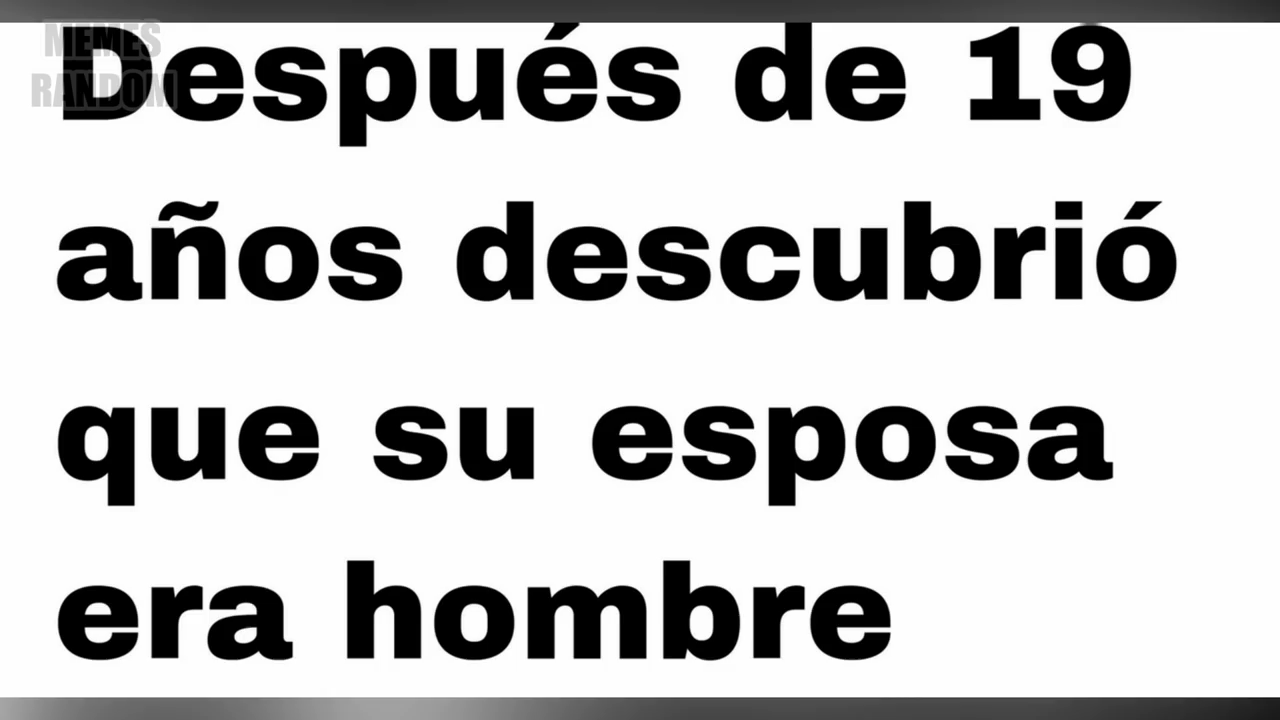 MEMES
RANDOM
Después de 19
años descubrió
que su esposa
era hombre